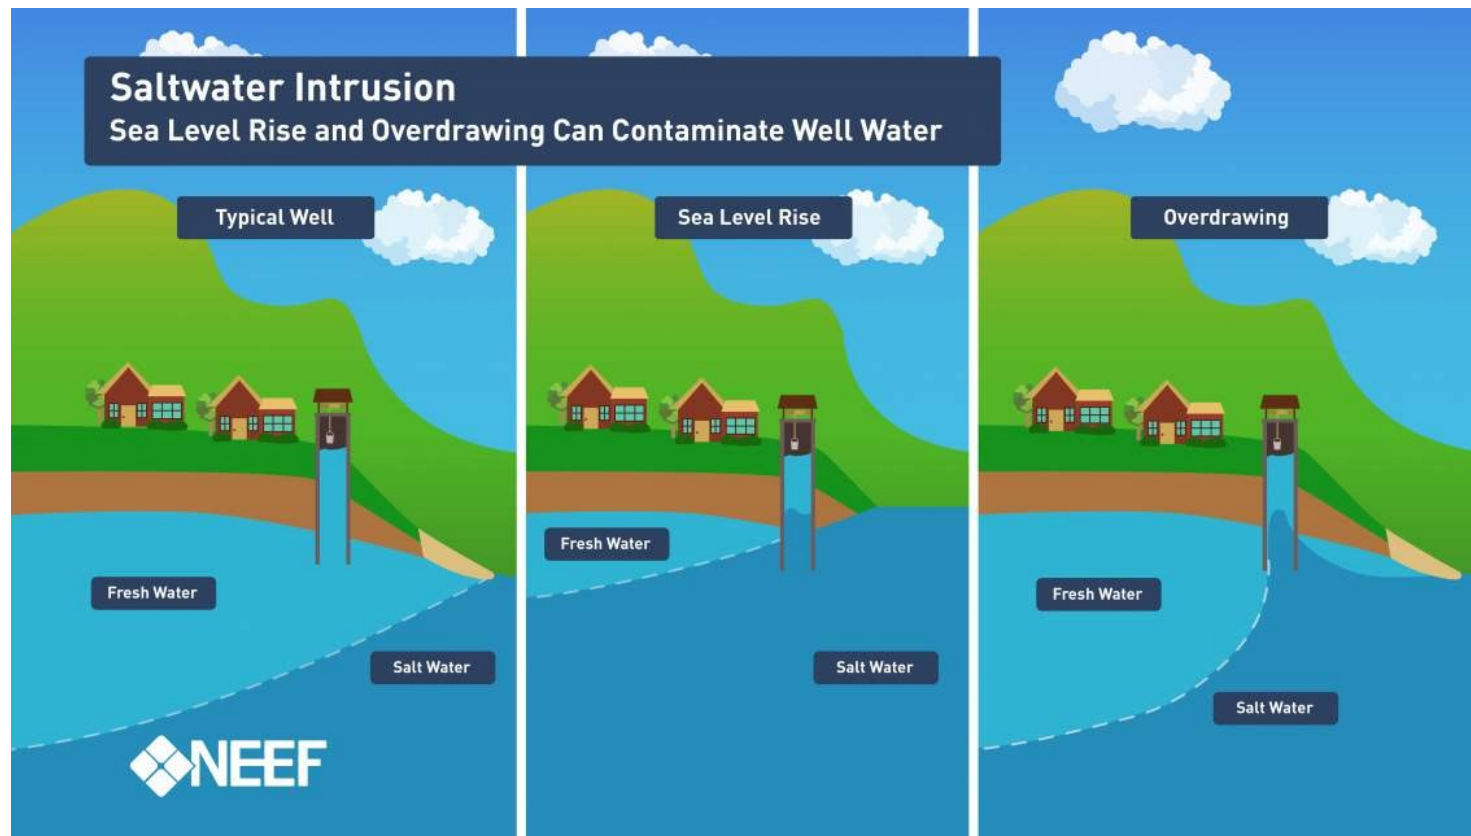 Saltwater Intrusion
Sea Level Rise and Overdrawing Can Contaminate Well Water
Typical Well
Sea Level Rise
Overdrawing
Fresh Water
Salt Water
Fresh Water
Salt Water
Fresh Water
Salt Water
NEEF